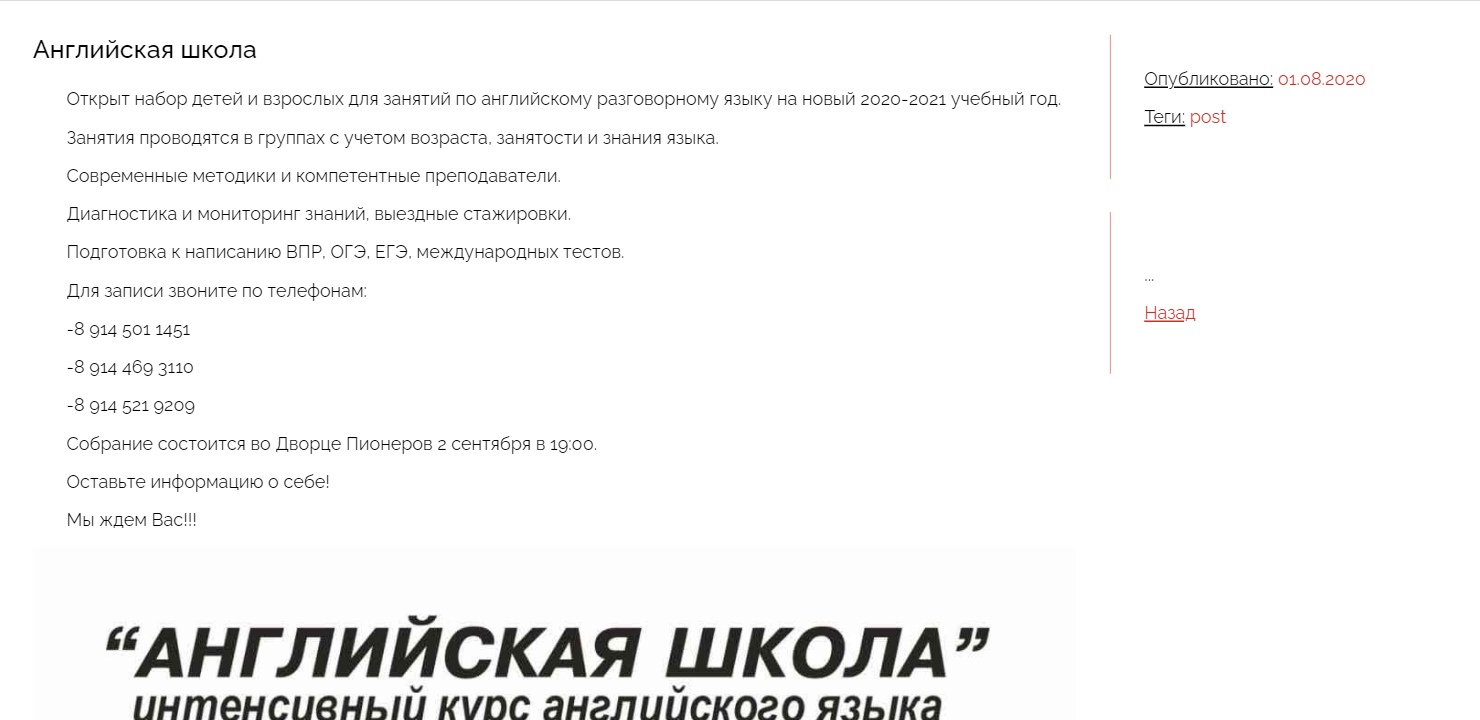 Английская школа
Открыт набор детей и взрослых для занятий по английскому разговорному языку на новый 2020-2021 учебный год.
Занятия проводятся в группах с учетом возраста, занятости и знания языка.
Современные методики и компетентные преподаватели.
Диагностика и мониторинг знаний, выездные стажировки.
Подготовка к написанию ВПР, ОГЭ, ЕГЭ, международных тестов.
Для записи звоните по телефонам:
-8 914 501 1451
-8 914 469 3110
-8 914 521 9209
Собрание состоится во Дворце Пионеров 2 сентября в 19:00.
Оставьте информацию о себе!
Мы ждем Вас!!!
“АНГЛИЙСКАЯ ШКОЛА”
интенсивный курс английского языка
Опубликовано: 01.08.2020
Теги: post
...
Назад